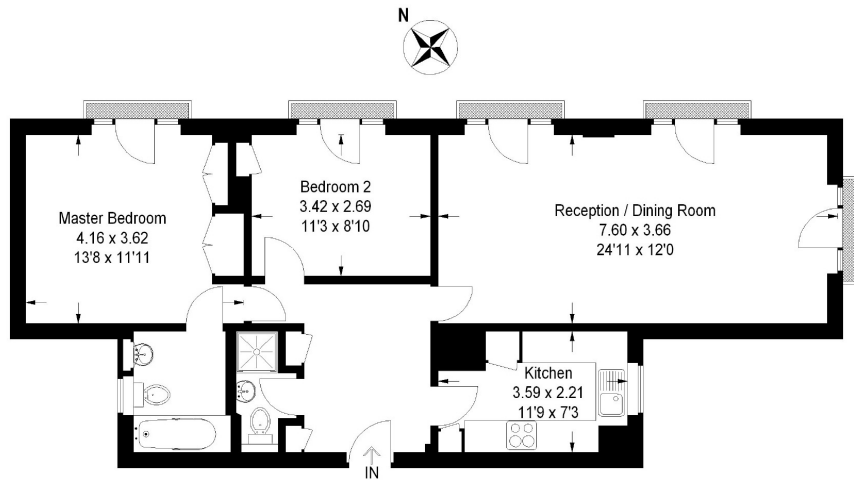 N
Master Bedroom
4.16 x 3.62
13'8 x 11'11
Bedroom 2
3.42 x 2.69
11'3 x 8'10
Reception / Dining Room
7.60 x 3.66
24'11 x 12'0
Kitchen
3.59 x 2.21
11'9 x 7'3
IN